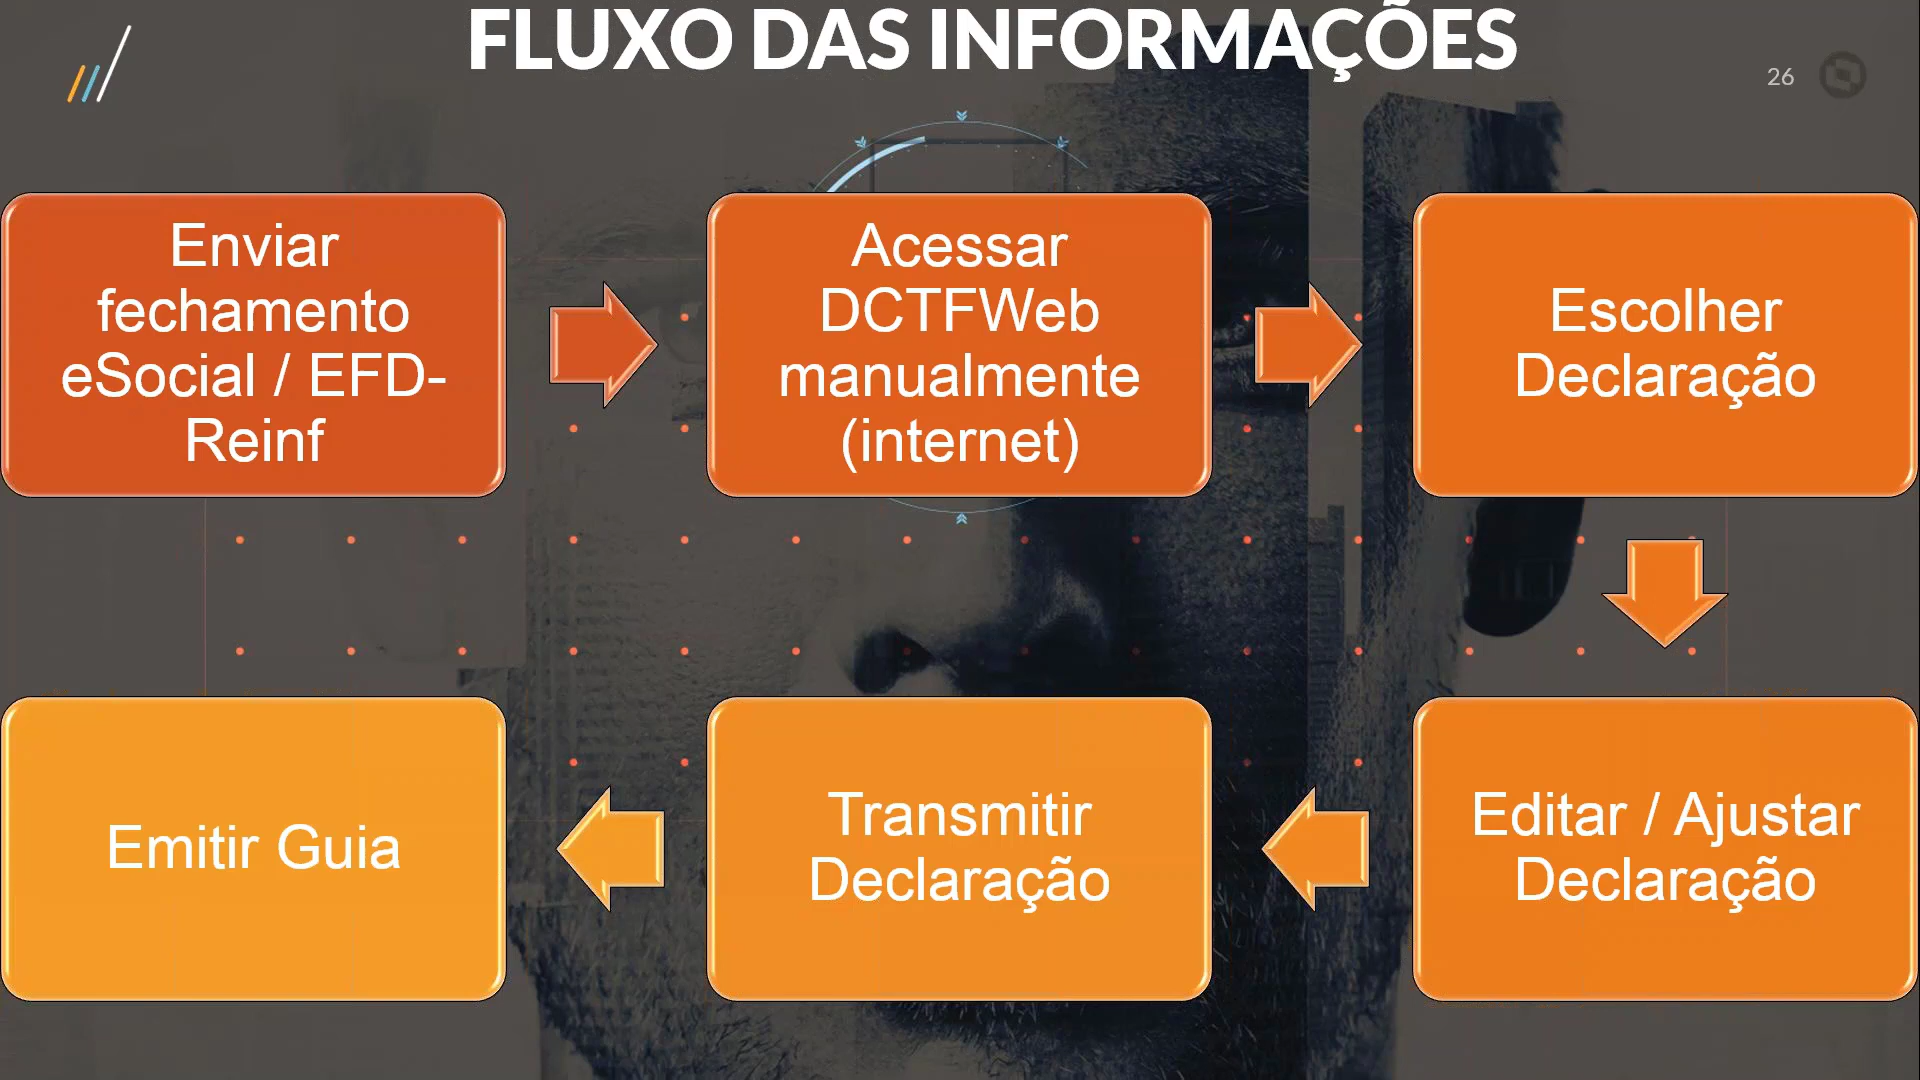 FLUXO DAS INFORMAÇÕES
26
Enviar
fechamento
eSocial / EFD-
Reinf
Acessar
DCTFWeb
manualmente
(internet)
Escolher
Declaração
Editar / Ajustar
Declaração
Transmitir
Declaração
Emitir Guia